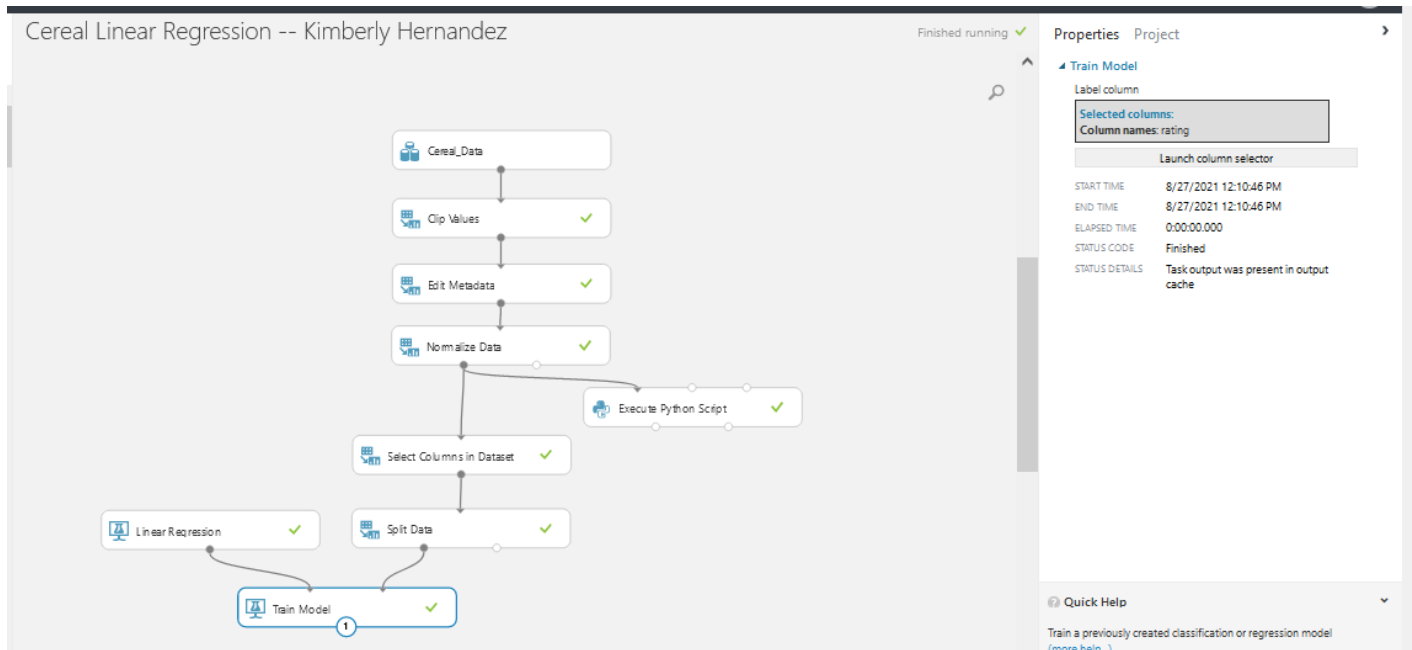 Cereal Linear Regression -- Kimberly Hernandez
Finished running
Cereal_Data
Clip Values
Edit Metadata
Normalize Data
Execute Python Script
Select Columns in Dataset
Linear Regression
Split Data
Train Model
1
Properties Project
Train Model
Label column
Selected columns:
Column names: rating
Launch column selector
START TIME 8/27/2021 12:10:46 PM
END TIME 8/27/2021 12:10:46 PM
ELAPSED TIME 0:00:00.000
STATUS CODE Finished
STATUS DETAILS Task output was present in output
cache
Quick Help
Train a previously created classification or regression model
(more help...)